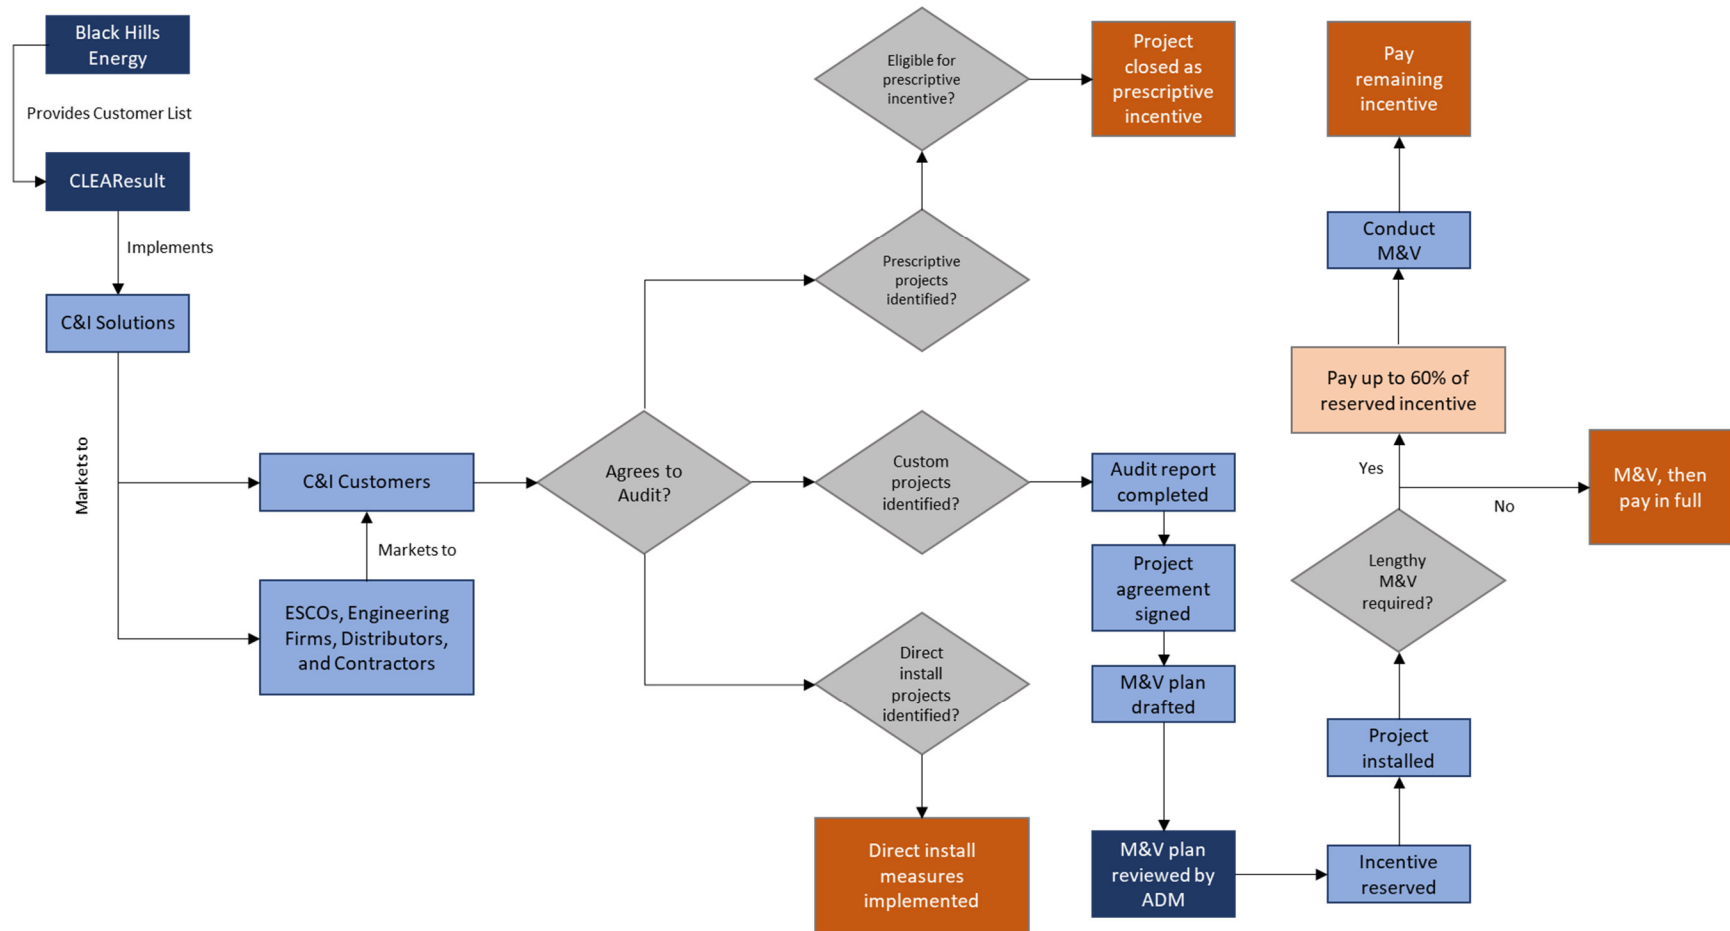 Black Hills
Energy
Provides Customer List
CLEAResult
Implements
C&I Solutions
Markets to
C&I Customers
Markets to
ESCOs, Engineering
Firms, Distributors,
and Contractors
Agrees to
Audit?
Eligible for
prescriptive
incentive?
Project
closed as
prescriptive
incentive
Prescriptive
projects
identified?
Custom
projects
identified?
Direct
install
projects
identified?
Direct install
measures
implemented
Audit report
completed
Project
agreement
signed
M&V plan
drafted
M&V plan
reviewed by
ADM
Incentive
reserved
Project
installed
Lengthy
M&V
required?
Yes
No
M&V, then
pay in full
Pay up to 60% of
reserved incentive
Conduct
M&V
Pay
remaining
incentive